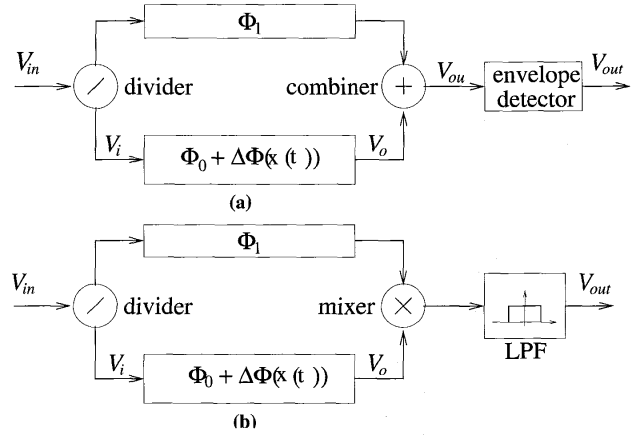 Φ1
Vin
divider
combiner
+
Vou
envelope
detector
Vout
Vi
Φ0 + ΔΦ(x (t ))
Vo
(a)
Φ1
Vin
divider
mixer
×
Vout
LPF
Vi
Φ0 + ΔΦ(x (t ))
Vo
(b)